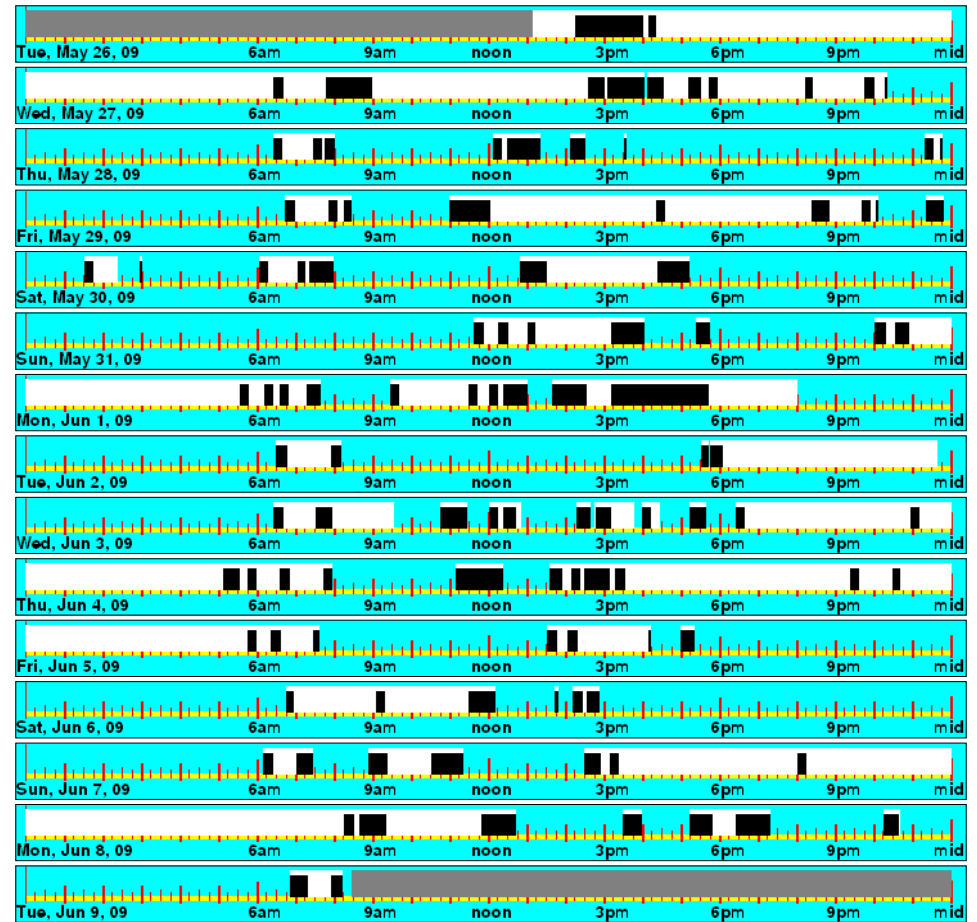 Tue, May 26, 09 6am 9am noon 3pm 6pm 9pm mid
Wed, May 27, 09 6am 9am noon 3pm 6pm 9pm mid
Thu, May 28, 09 6am 9am noon 3pm 6pm 9pm mid
Fri, May 29, 09 6am 9am noon 3pm 6pm 9pm mid
Sat, May 30, 09 6am 9am noon 3pm 6pm 9pm mid
Sun, May 31, 09 6am 9am noon 3pm 6pm 9pm mid
Mon, Jun 1, 09 6am 9am noon 3pm 6pm 9pm mid
Tue, Jun 2, 09 6am 9am noon 3pm 6pm 9pm mid
Wed, Jun 3, 09 6am 9am noon 3pm 6pm 9pm mid
Thu, Jun 4, 09 6am 9am noon 3pm 6pm 9pm mid
Fri, Jun 5, 09 6am 9am noon 3pm 6pm 9pm mid
Sat, Jun 6, 09 6am 9am noon 3pm 6pm 9pm mid
Sun, Jun 7, 09 6am 9am noon 3pm 6pm 9pm mid
Mon, Jun 8, 09 6am 9am noon 3pm 6pm 9pm mid
Tue, Jun 9, 09 6am 9am noon 3pm 6pm 9pm mid